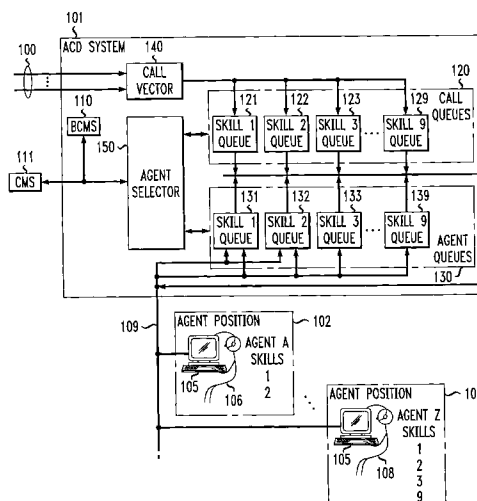 101
ACD SYSTEM
100
140
CALL
VECTOR
120
CALL
QUEUES
110
BCMS
150
121
SKILL 1
QUEUE
122
SKILL 2
QUEUE
123
SKILL 3
QUEUE
129
SKILL 9
QUEUE
111
CMS
AGENT
SELECTOR
131
SKILL 1
QUEUE
132
SKILL 2
QUEUE
133
SKILL 3
QUEUE
139
SKILL 9
QUEUE
AGENT
QUEUES
130
109
102
AGENT POSITION
AGENT A
SKILLS
1
2
105
106
10
AGENT POSITION
AGENT Z
SKILLS
1
2
3
9
105
108